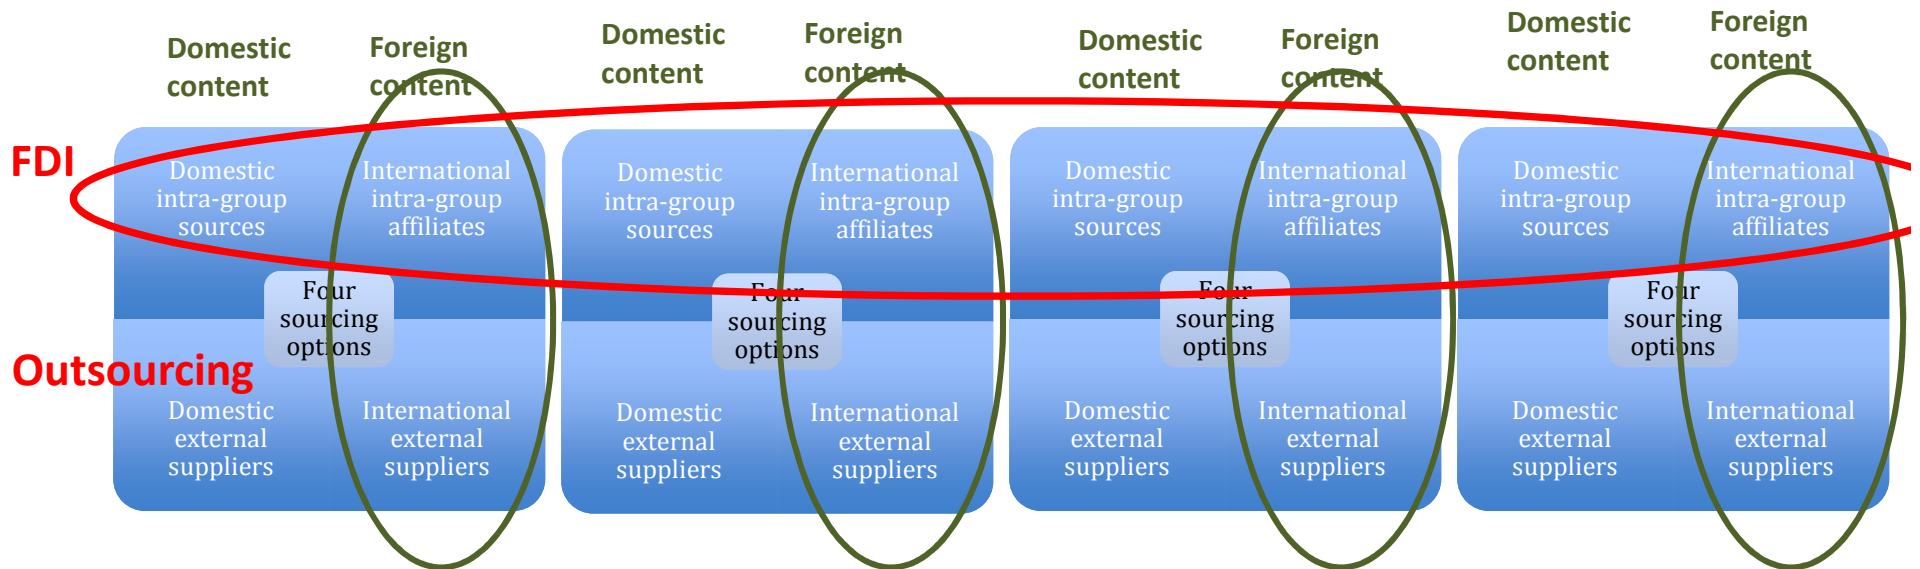 Domestic
content
Foreign
content
Domestic
content
Foreign
content
Domestic
content
Foreign
content
Domestic
content
Foreign
content
FDI
Domestic
intra-group
sources
International
intra-group
affiliates
Domestic
intra-group
sources
International
intra-group
affiliates
Domestic
intra-group
sources
International
intra-group
affiliates
Domestic
intra-group
sources
International
intra-group
affiliates
Four
sourcing
options
Four
sourcing
options
Four
sourcing
options
Four
sourcing
options
Outsourcing
Domestic
external
suppliers
International
external
suppliers
Domestic
external
suppliers
International
external
suppliers
Domestic
external
suppliers
International
external
suppliers
Domestic
external
suppliers
International
external
suppliers